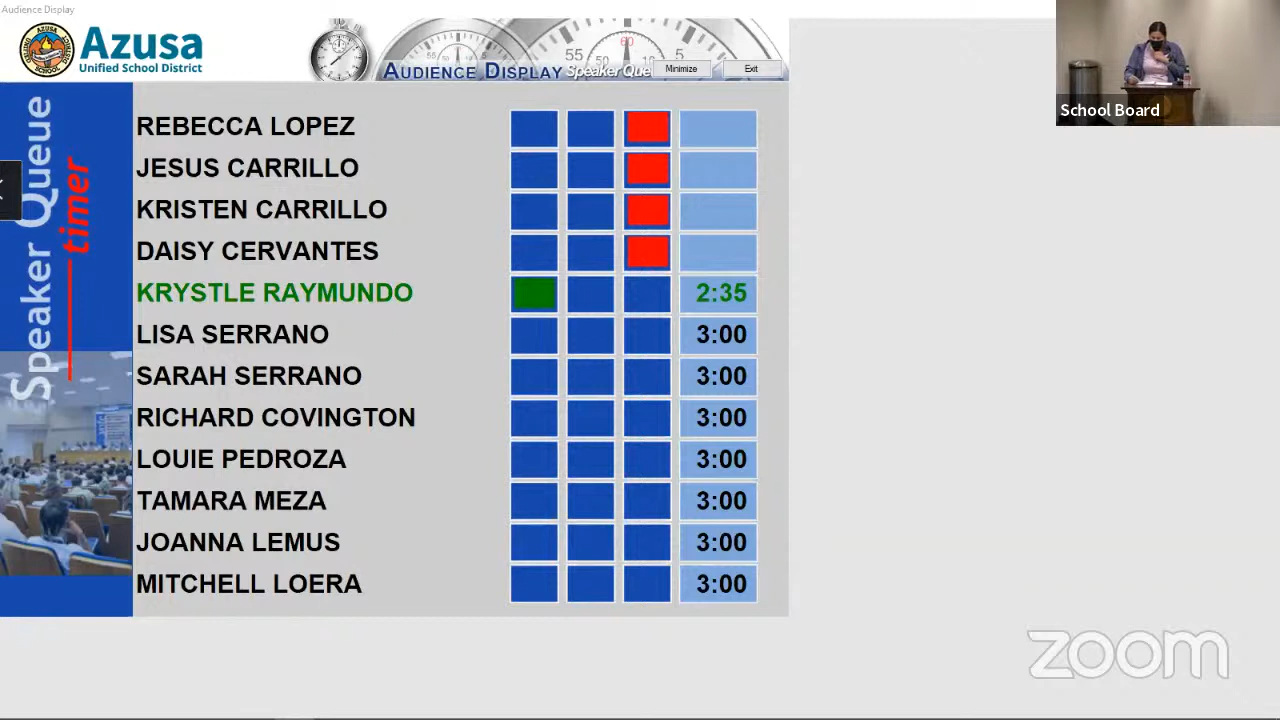 Audience Display
Azusa
Unified School District
55
60
5
AUDIENCE DISPLAY Speaker Que
Minimize
Exit
Speaker Queue
timer
REBECCA LOPEZ
JESUS CARRILLO
KRISTEN CARRILLO
DAISY CERVANTES
KRYSTLE RAYMUNDO 2:35
LISA SERRANO 3:00
SARAH SERRANO 3:00
RICHARD COVINGTON 3:00
LOUIE PEDROZA 3:00
TAMARA MEZA 3:00
JOANNA LEMUS 3:00
MITCHELL LOERA 3:00
School Board
zoom